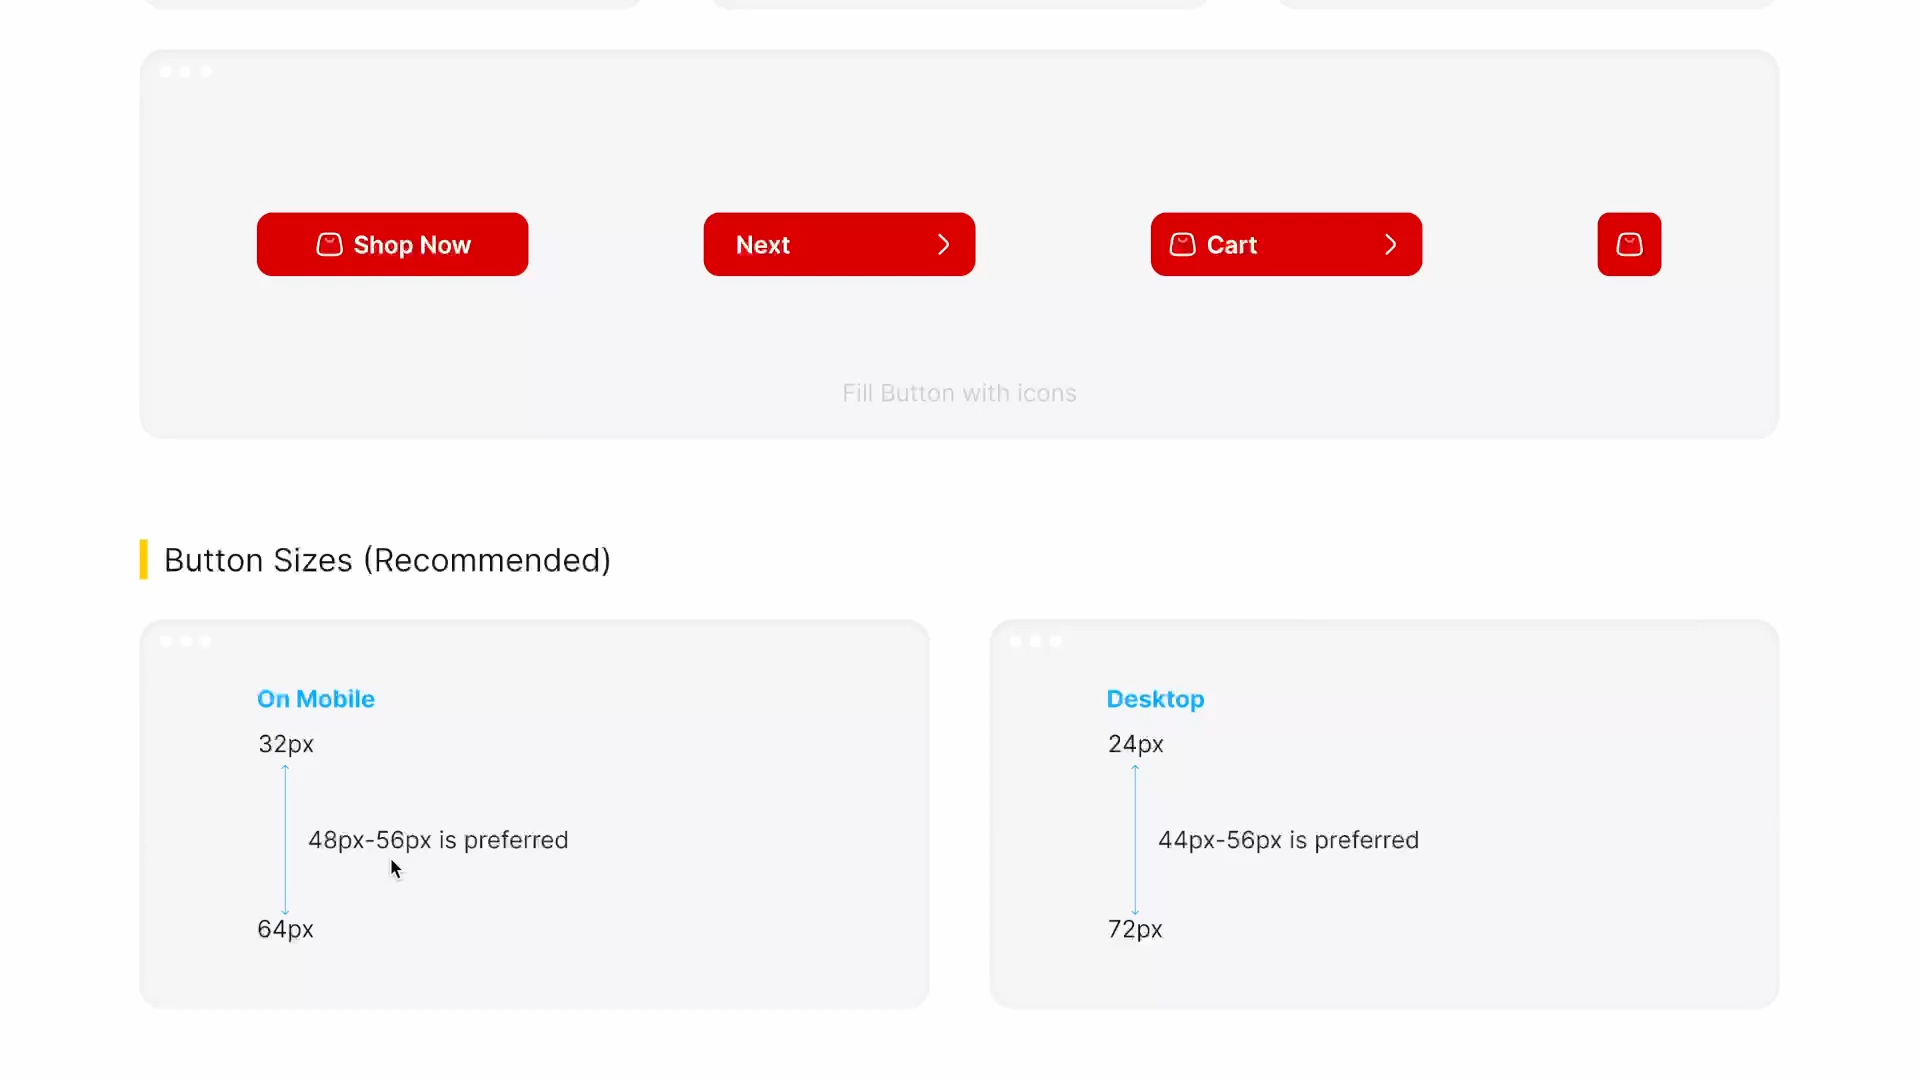 Shop Now
Next
Cart
Fill Button with icons
Button Sizes (Recommended)
On Mobile
32px
48px-56px is preferred
64px
Desktop
24px
44px-56px is preferred
72px